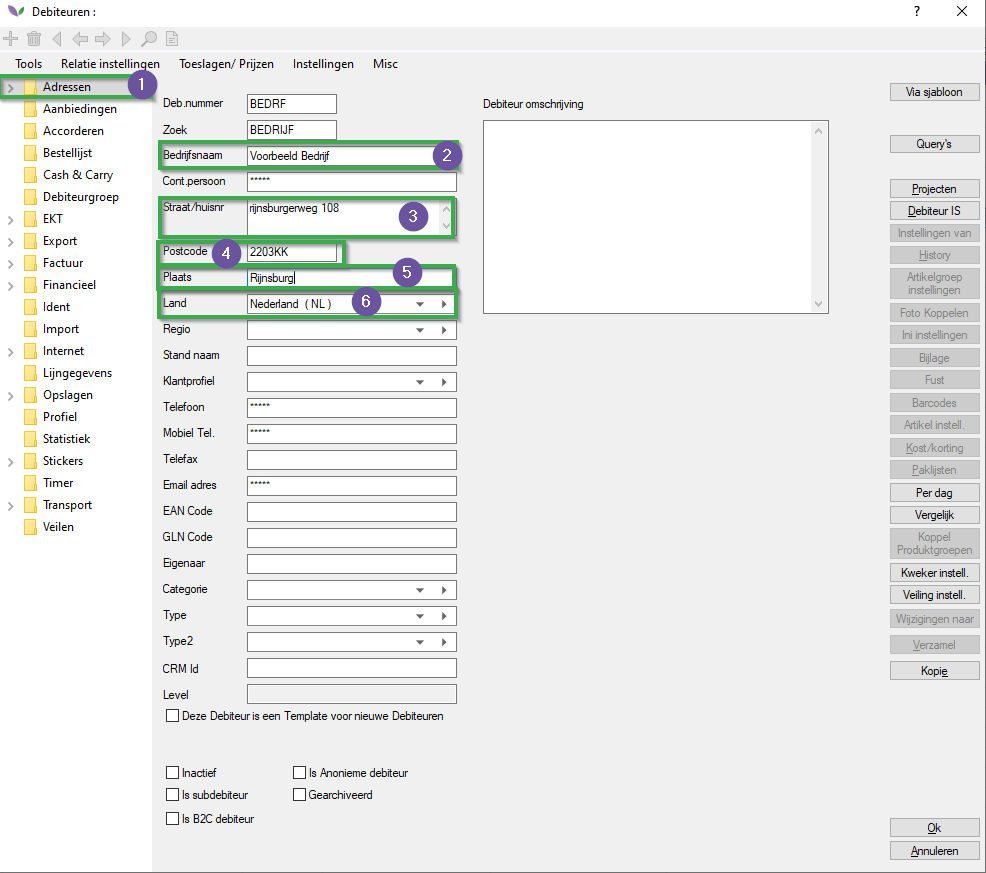 Debiteuren :
?
Tools Relatie instellingen Toeslagen/ Prijzen Instellingen Misc
Adressen
1
Aanbiedingen
Accorderen
Bestellijst
Cash & Carry
Debiteurgroep
EKT
Export
Factuur
Financieel
Ident
Import
Internet
Lijngegevens
Opslagen
Profiel
Statistiek
Stickers
Timer
Transport
Veilen
Deb.nummer BEDRF
Zoek BEDRIJF
Bedrijfsnaam Voorbeeld Bedrijf 2
Cont.persoon *****
Straat/huisnr rijnsburgerweg 108 3
Postcode 4 2203KK
Plaats Rijnsburg 5
Land Nederland ( NL ) 6
Regio
Stand naam
Klantprofiel
Telefoon *****
Mobiel Tel. *****
Telefax
Email adres *****
EAN Code
GLN Code
Eigenaar
Categorie
Type
Type2
CRM Id
Level
Deze Debiteur is een Template voor nieuwe Debiteuren
Inactief Is Anonieme debiteur
Is subdebiteur Gearchiveerd
Is B2C debiteur
Debiteur omschrijving
Via sjabloon
Query's
Projecten
Debiteur IS
Instellingen van
History
Artikelgroep
instellingen
Foto Koppelen
Ini instellingen
Bijlage
Fust
Barcodes
Artikel instell.
Kost/korting
Paklijsten
Per dag
Vergelijk
Koppel
Produktgroepen
Kweker instell.
Veiling instell.
Wijzigingen naar
Verzamel
Kopie
Ok
Annuleren